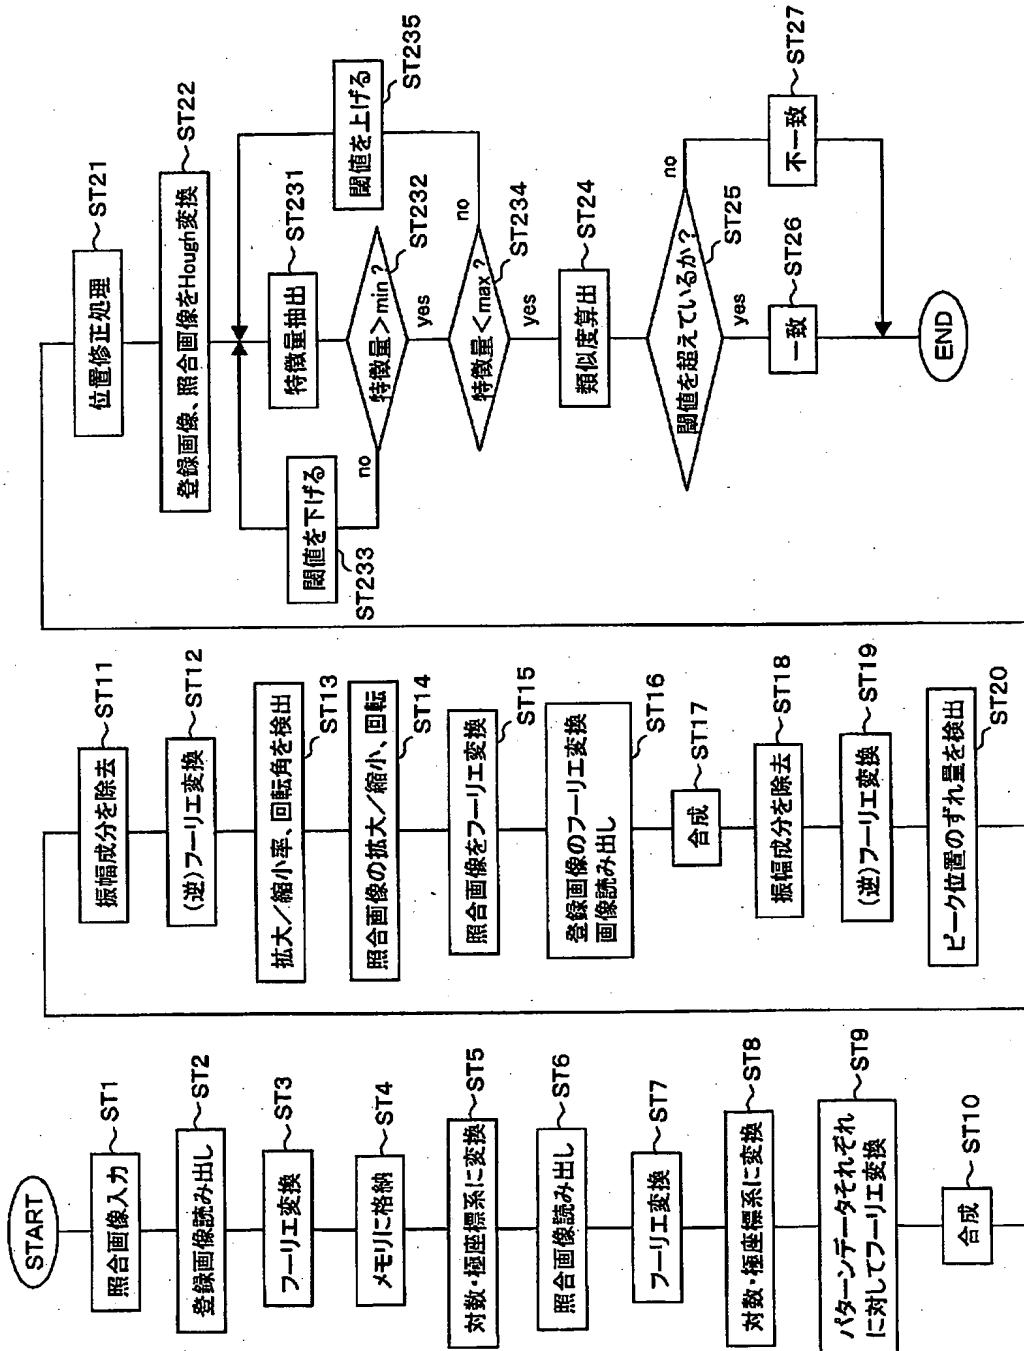 START
照合画像入力
ST1
登録画像読み出し
ST2
フーリエ変換
ST3
メモリに格納
ST4
対数・極座標系に変換
ST5
照合画像読み出し
ST6
フーリエ変換
ST7
対数・極座標系に変換
ST8
パターンデータそれぞれ
に対してフーリエ変換
ST9
合成
ST10
振幅成分を除去
ST11
(逆)フーリエ変換
ST12
拡大/縮小率、回転角を検出
ST13
照合画像の拡大/縮小、回転
ST14
照合画像をフーリエ変換
ST15
登録画像のフーリエ変換
画像読み出し
ST16
合成
ST17
振幅成分を除去
ST18
(逆)フーリエ変換
ST19
ピーク位置のずれ量を検出
ST20
位置修正処理
ST21
登録画像、照合画像をHough変換
ST22
特徴量抽出
ST231
特徴量>min?
ST232
no
yes
閾値を下げる
ST233
特徴量<max?
ST234
no
yes
閾値を上げる
ST235
類似度算出
ST24
閾値を超えているか?
ST25
no
yes
一致
ST26
不一致
ST27
END